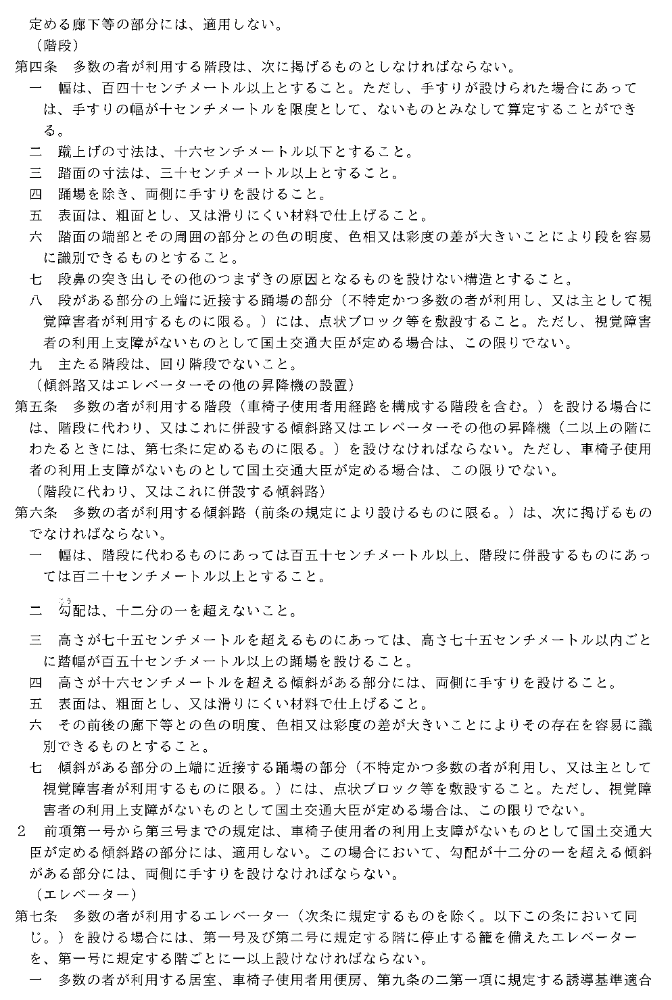 定める廊下等の部分には、適用しない。
（階段）
第四条　多数の者が利用する階段は、次に掲げるものとしなければならない。
一　幅は、百四十センチメートル以上とすること。ただし、手すりが設けられた場合にあって
は、手すりの幅が十センチメートルを限度として、ないものとみなして算定することができ
る。
二　蹴上げの寸法は、十六センチメートル以下とすること。
三　踏面の寸法は、三十センチメートル以上とすること。
四　踊場を除き、両側に手すりを設けること。
五　表面は、粗面とし、又は滑りにくい材料で仕上げること。
六　踏面の端部とその周囲の部分との色の明度、色相又は彩度の差が大きいことにより段を容易
に識別できるものとすること。
七　段鼻の突き出しその他のつまずきの原因となるものを設けない構造とすること。
八　段がある部分の上端に近接する踊場の部分（不特定かつ多数の者が利用し、又は主として視
覚障害者が利用するものに限る。）には、点状ブロック等を敷設すること。ただし、視覚障害
者の利用上支障がないものとして国土交通大臣が定める場合は、この限りでない。
九　主たる階段は、回り階段でないこと。
（傾斜路又はエレベーターその他の昇降機の設置）
第五条　多数の者が利用する階段（車椅子使用者用経路を構成する階段を含む。）を設ける場合に
は、階段に代わり、又はこれに併設する傾斜路又はエレベーターその他の昇降機（二以上の階に
わたるときには、第七条に定めるものに限る。）を設けなければならない。ただし、車椅子使用
者の利用上支障がないものとして国土交通大臣が定める場合は、この限りでない。
（階段に代わり、又はこれに併設する傾斜路）
第六条　多数の者が利用する傾斜路（前条の規定により設けるものに限る。）は、次に掲げるもの
でなければならない。
一　幅は、階段に代わるものにあっては百五十センチメートル以上、階段に併設するものにあっ
ては百二十センチメートル以上とすること。
こう
二　勾配は、十二分の一を超えないこと。
三　高さが七十五センチメートルを超えるものにあっては、高さ七十五センチメートル以内ごと
に踏幅が百五十センチメートル以上の踊場を設けること。
四　高さが十六センチメートルを超える傾斜がある部分には、両側に手すりを設けること。
五　表面は、粗面とし、又は滑りにくい材料で仕上げること。
六　その前後の廊下等との色の明度、色相又は彩度の差が大きいことによりその存在を容易に識
別できるものとすること。
七　傾斜がある部分の上端に近接する踊場の部分（不特定かつ多数の者が利用し、又は主として
視覚障害者が利用するものに限る。）には、点状ブロック等を敷設すること。ただし、視覚障
害者の利用上支障がないものとして国土交通大臣が定める場合は、この限りでない。
２　前項第一号から第三号までの規定は、車椅子使用者の利用上支障がないものとして国土交通大
臣が定める傾斜路の部分には、適用しない。この場合において、勾配が十二分の一を超える傾斜
がある部分には、両側に手すりを設けなければならない。
（エレベーター）
第七条　多数の者が利用するエレベーター（次条に規定するものを除く。以下この条において同
じ。）を設ける場合には、第一号及び第二号に規定する階に停止する籠を備えたエレベーター
を、第一号に規定する階ごとに一以上設けなければならない。
一　多数の者が利用する居室、車椅子使用者用便房、第九条の二第一項に規定する誘導基準適合